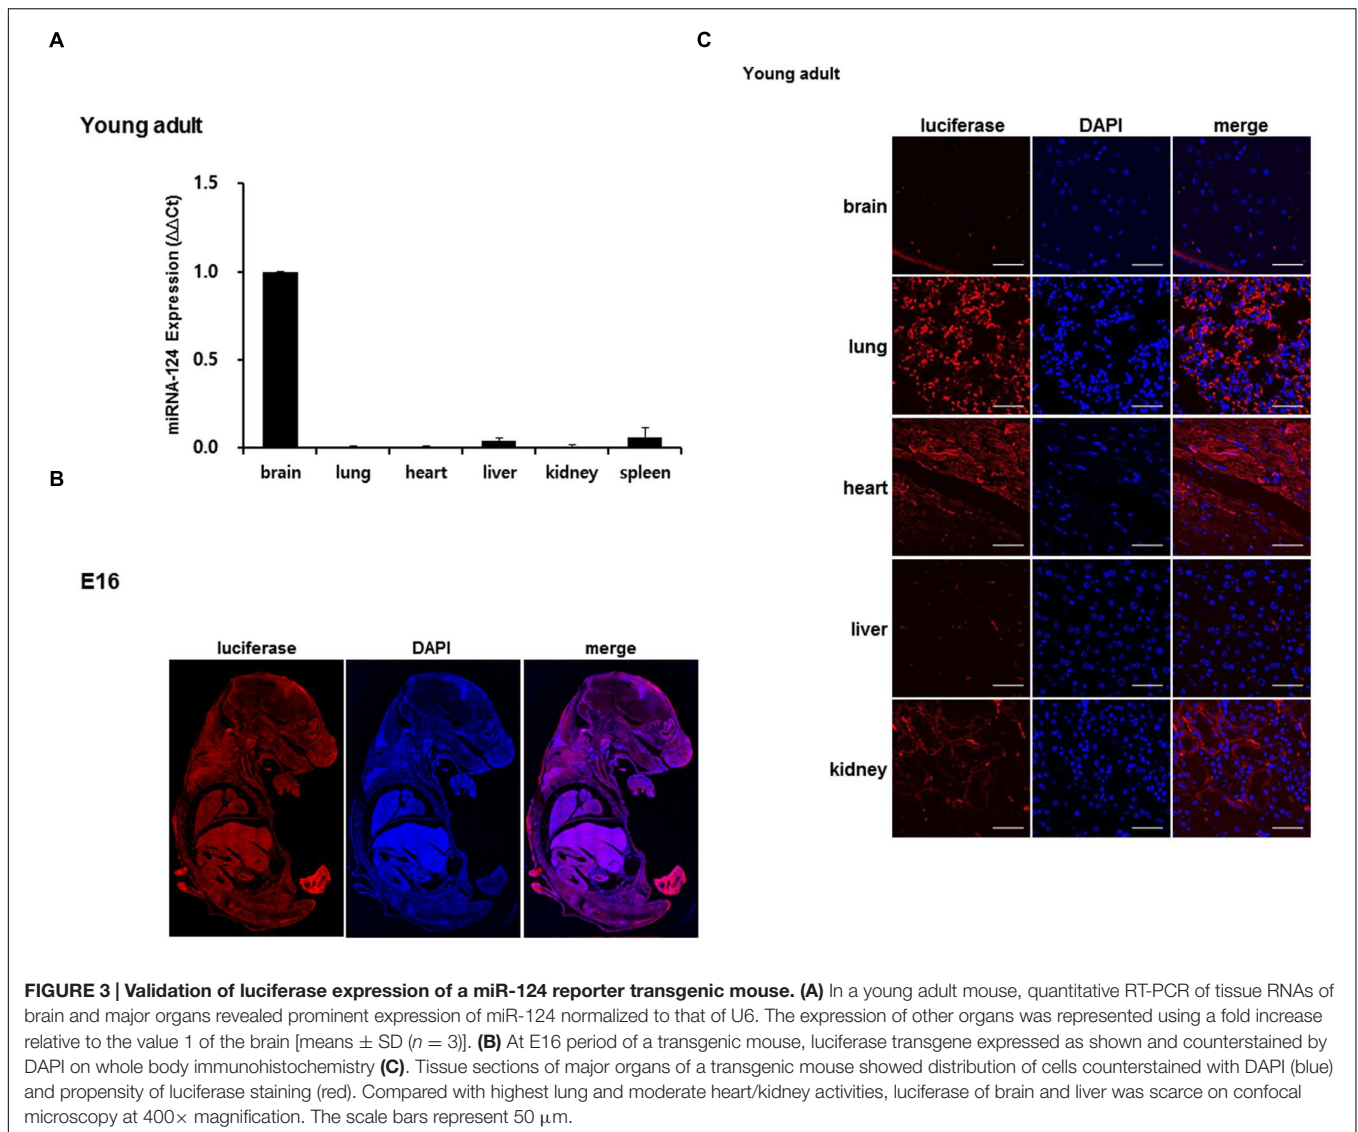 A
Young adult
miRNA-124 Expression (ΔΔCt)
1.5
1.0
0.5
0.0
brain lung heart liver kidney spleen
B
E16
luciferase DAPI merge
C
Young adult
luciferase DAPI merge
brain
lung
heart
liver
kidney
FIGURE 3 | Validation of luciferase expression of a miR-124 reporter transgenic mouse. (A) In a young adult mouse, quantitative RT-PCR of tissue RNAs of
brain and major organs revealed prominent expression of miR-124 normalized to that of U6. The expression of other organs was represented using a fold increase
relative to the value 1 of the brain [means ± SD (n = 3)]. (B) At E16 period of a transgenic mouse, luciferase transgene expressed as shown and counterstained by
DAPI on whole body immunohistochemistry (C). Tissue sections of major organs of a transgenic mouse showed distribution of cells counterstained with DAPI (blue)
and propensity of luciferase staining (red). Compared with highest lung and moderate heart/kidney activities, luciferase of brain and liver was scarce on confocal
microscopy at 400× magnification. The scale bars represent 50 μm.